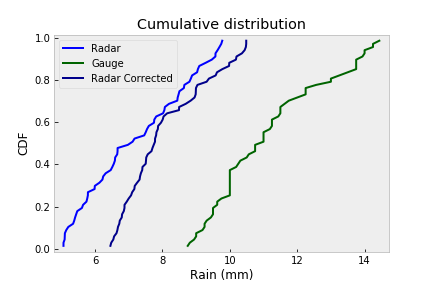 Cumulative distribution
1.0
0.8
0.6
0.4
0.2
0.0
CDF
Radar
Gauge
Radar Corrected
6
8
10
12
14
Rain (mm)